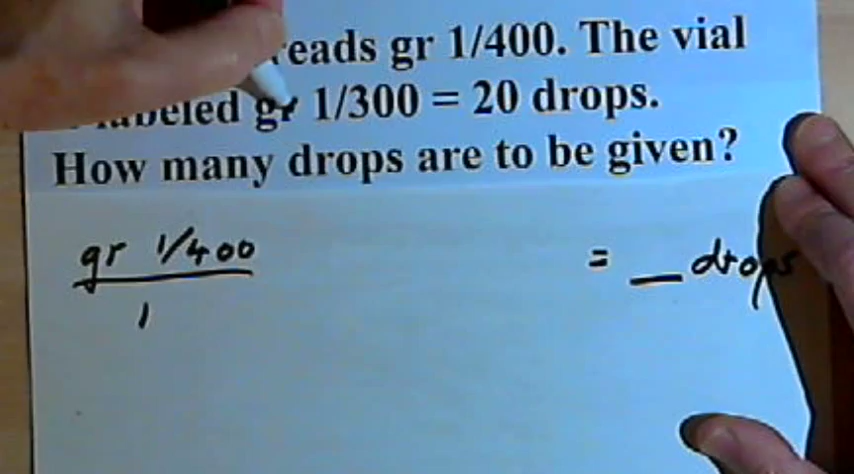 reads gr 1/400. The vial
labeled gr 1/300 = 20 drops.
How many drops are to be given?
gr 1/400 = _ drops
1